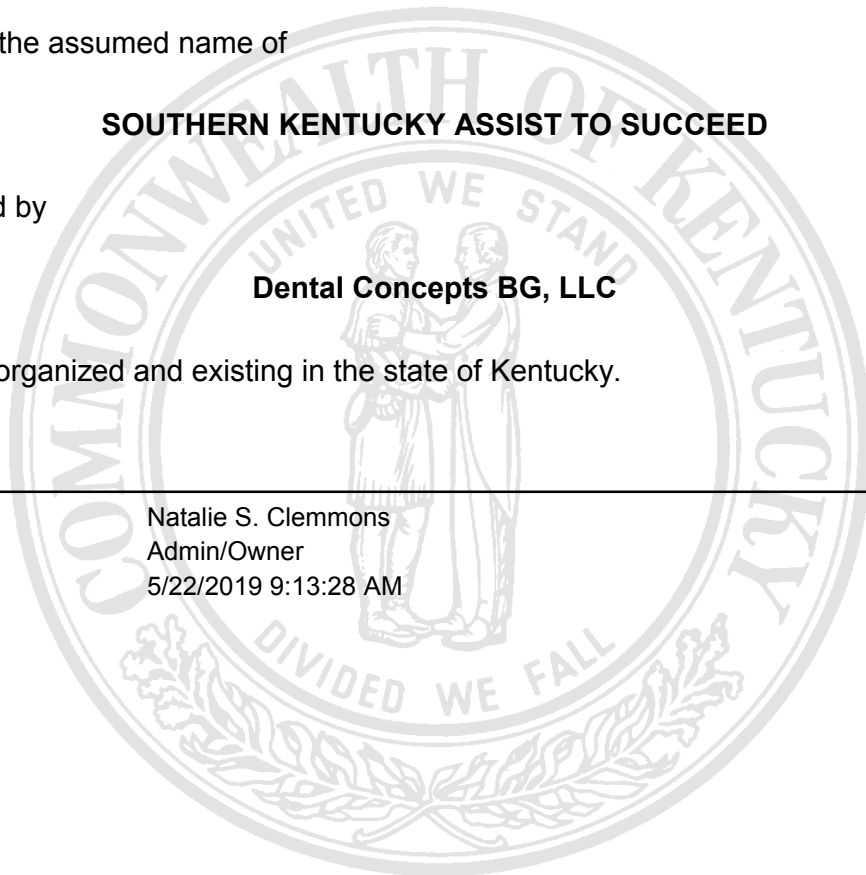 the assumed name of
SOUTHERN KENTUCKY ASSIST TO SUCCEED
d by
Dental Concepts BG, LLC
organized and existing in the state of Kentucky.
Natalie S. Clemmons
Admin/Owner
5/22/2019 9:13:28 AM
COMMONWEALTH OF KENTUCKY
UNITED WE STAND
DIVIDED WE FALL